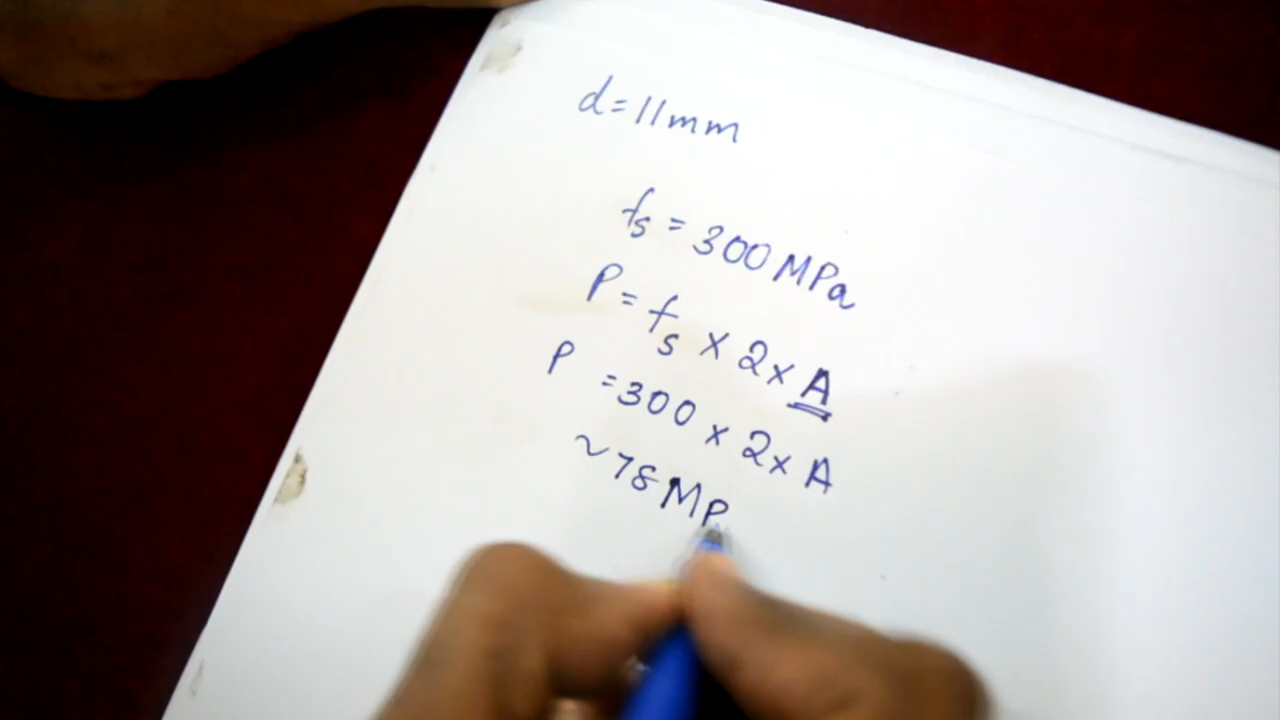 d=11mm
fs = 300 MPa
P = fs × 2 × A
P = 300 × 2 × A
~78 MP